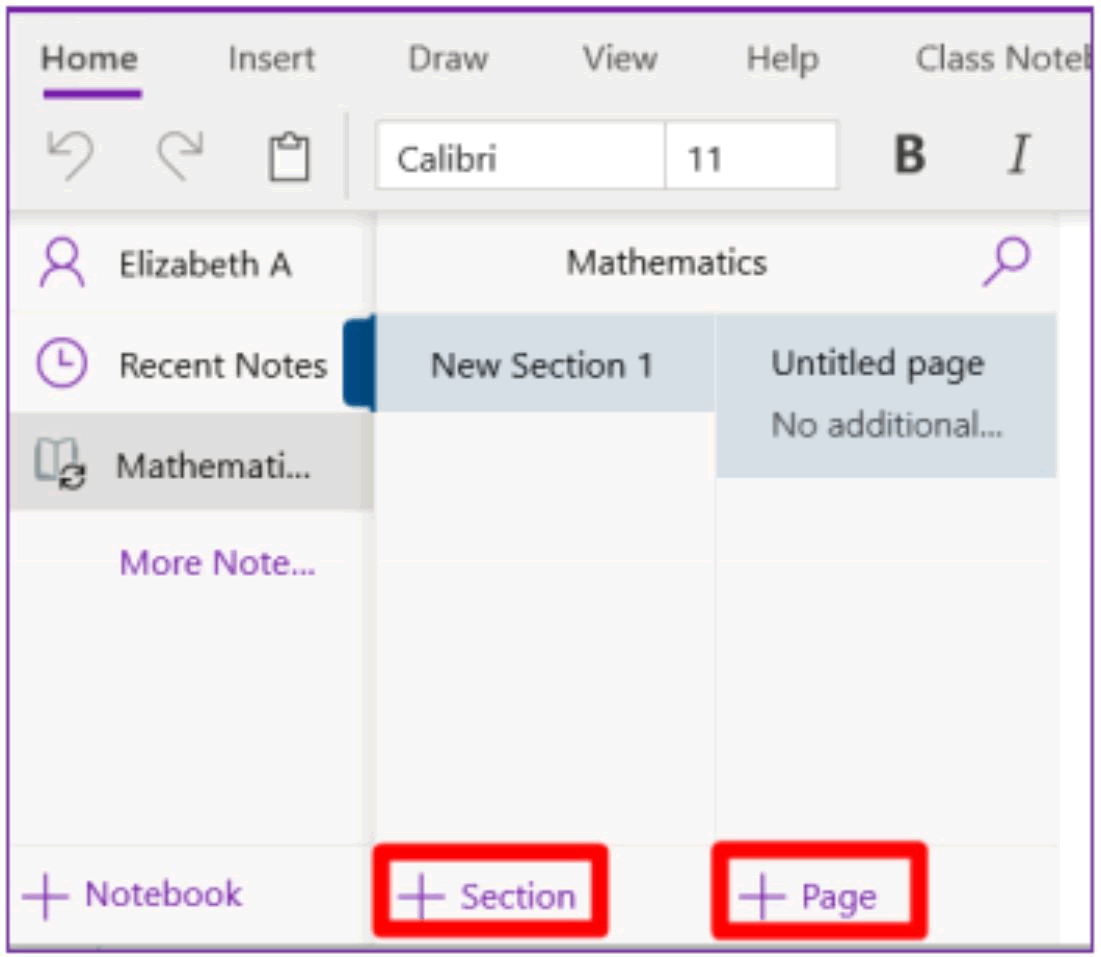 Home Insert Draw View Help Class Noteb
Calibri 11 B I
Elizabeth A
Mathematics
Recent Notes
New Section 1
Untitled page
No additional...
Mathemati...
More Note...
+ Notebook
+ Section
+ Page